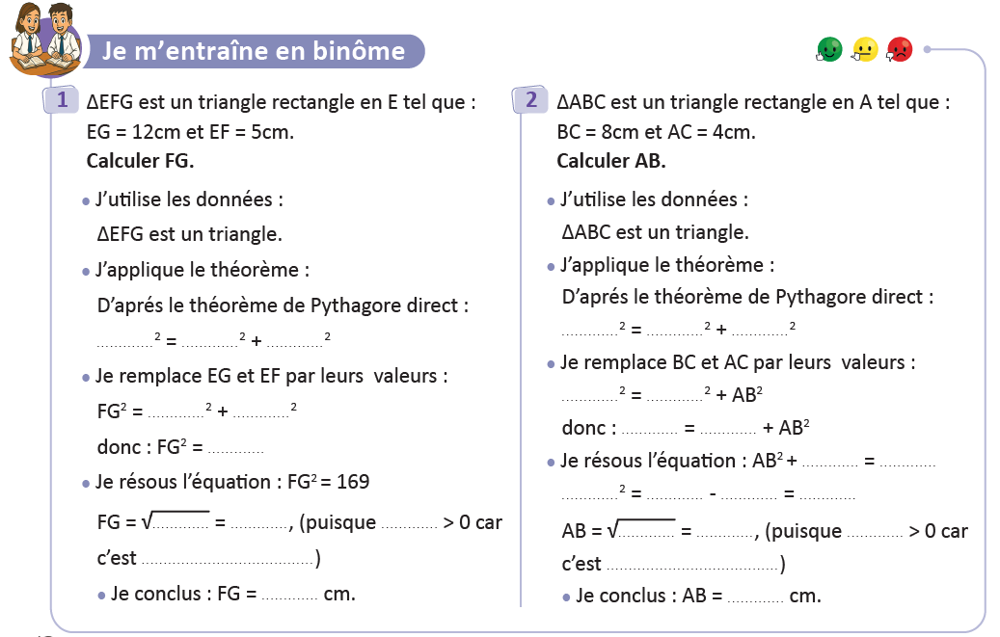 Je m'entraîne en binôme
1 ∆EFG est un triangle rectangle en E tel que :
EG = 12cm et EF = 5cm.
Calculer FG.
• J'utilise les données :
∆EFG est un triangle.
• J'applique le théorème :
D'aprés le théorème de Pythagore direct :
............² = ............² + ............²
• Je remplace EG et EF par leurs valeurs :
FG² = ............² + ............²
donc : FG² = ............
• Je résous l'équation : FG² = 169
FG = √............ = ............, (puisque ............ > 0 car
c'est ....................................)
• Je conclus : FG = ............ cm.
2 ∆ABC est un triangle rectangle en A tel que :
BC = 8cm et AC = 4cm.
Calculer AB.
• J'utilise les données :
∆ABC est un triangle.
• J'applique le théorème :
D'aprés le théorème de Pythagore direct :
............² = ............² + ............²
• Je remplace BC et AC par leurs valeurs :
............² = ............² + AB²
donc : ............ = ............ + AB²
• Je résous l'équation : AB² + ............ = ............
............² = ............ - ............ = ............
AB = √............ = ............, (puisque ............ > 0 car
c'est ....................................)
• Je conclus : AB = ............ cm.